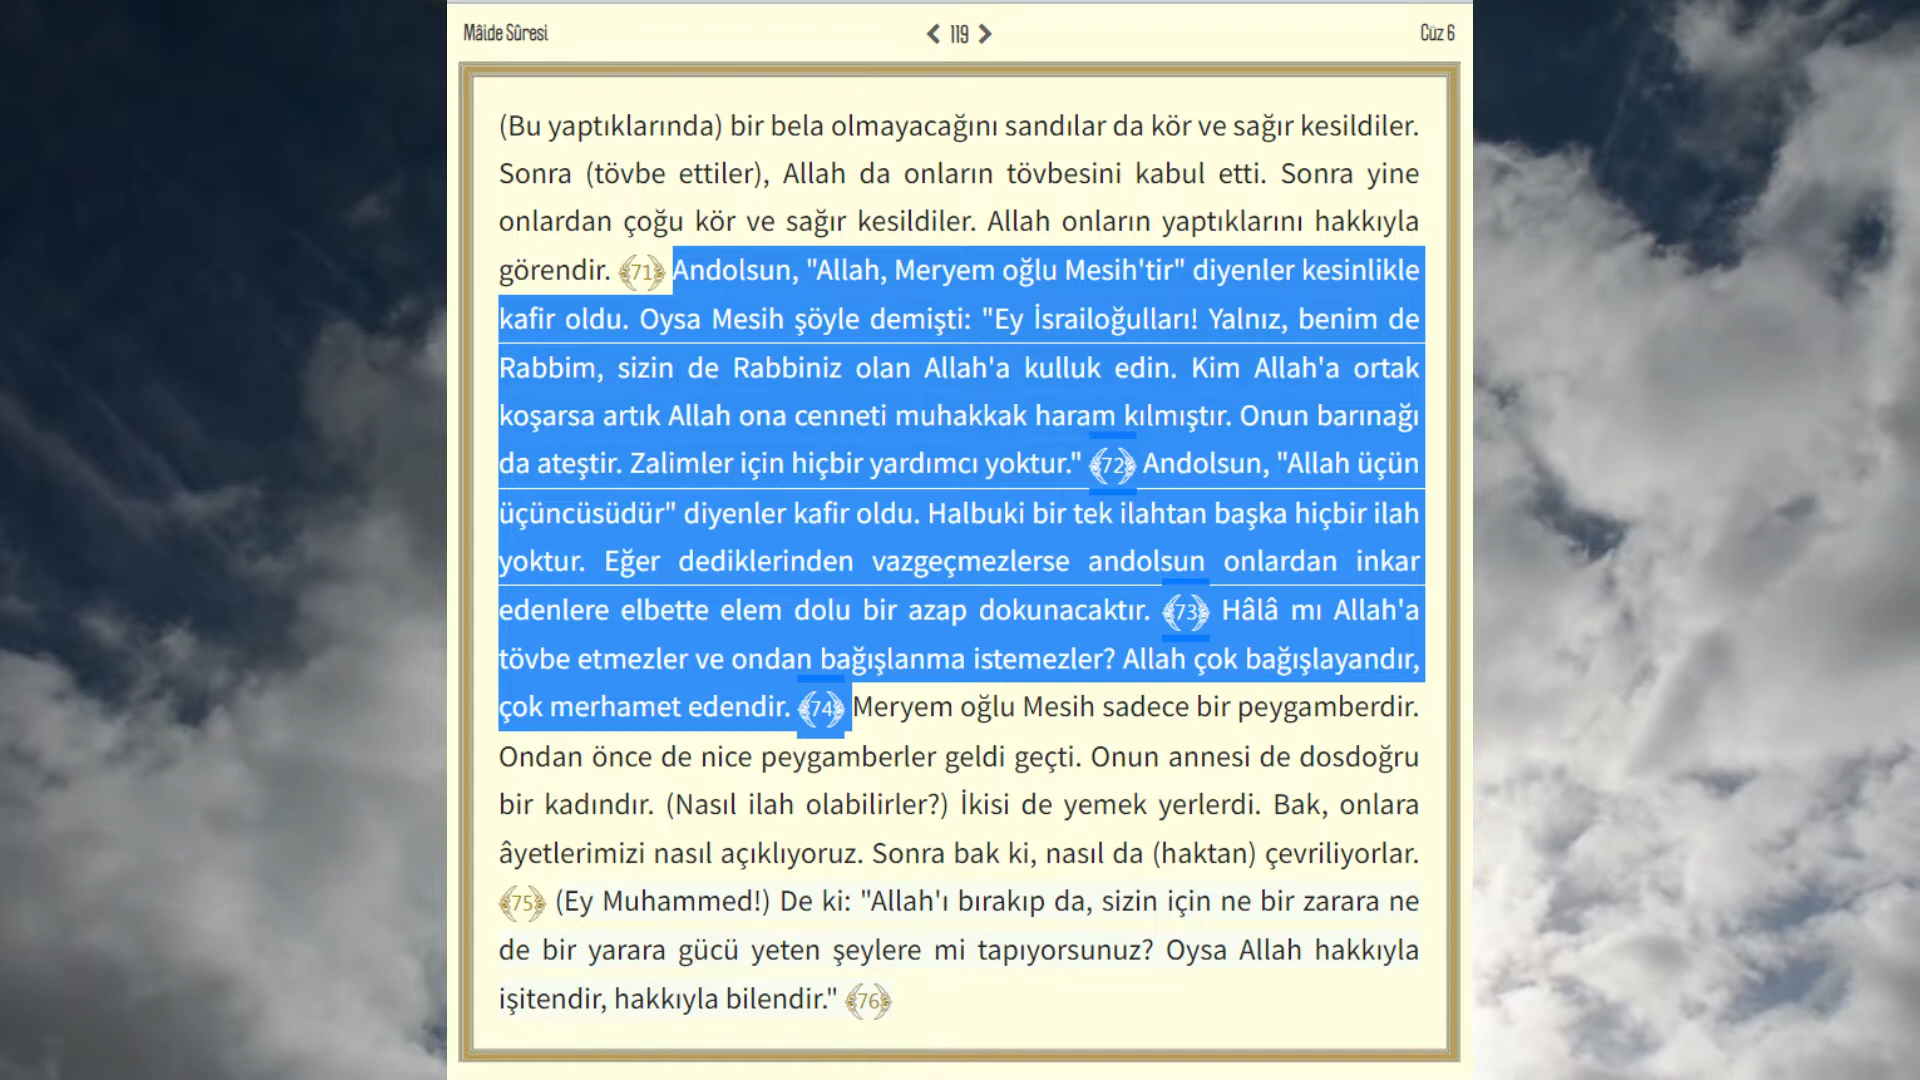 Mâide Sûresi
119
Cüz 6
(Bu yaptıklarında) bir bela olmayacağını sandılar da kör ve sağır kesildiler.
Sonra (tövbe ettiler), Allah da onların tövbesini kabul etti. Sonra yine
onlardan çoğu kör ve sağır kesildiler. Allah onların yaptıklarını hakkıyla
görendir. ﴾71﴿ Andolsun, "Allah, Meryem oğlu Mesih'tir" diyenler kesinlikle
kafir oldu. Oysa Mesih şöyle demişti: "Ey İsrailoğulları! Yalnız, benim de
Rabbim, sizin de Rabbiniz olan Allah'a kulluk edin. Kim Allah'a ortak
koşarsa artık Allah ona cenneti muhakkak haram kılmıştır. Onun barınağı
da ateştir. Zalimler için hiçbir yardımcı yoktur." ﴾72﴿ Andolsun, "Allah üçün
üçüncüsüdür" diyenler kafir oldu. Halbuki bir tek ilahtan başka hiçbir ilah
yoktur. Eğer dediklerinden vazgeçmezlerse andolsun onlardan inkar
edenlere elbette elem dolu bir azap dokunacaktır. ﴾73﴿ Hâlâ mı Allah'a
tövbe etmezler ve ondan bağışlanma istemezler? Allah çok bağışlayandır,
çok merhamet edendir. ﴾74﴿ Meryem oğlu Mesih sadece bir peygamberdir.
Ondan önce de nice peygamberler geldi geçti. Onun annesi de dosdoğru
bir kadındır. (Nasıl ilah olabilirler?) İkisi de yemek yerlerdi. Bak, onlara
âyetlerimizi nasıl açıklıyoruz. Sonra bak ki, nasıl da (haktan) çevriliyorlar.
﴾75﴿ (Ey Muhammed!) De ki: "Allah'ı bırakıp da, sizin için ne bir zarara ne
de bir yarara gücü yeten şeylere mi tapıyorsunuz? Oysa Allah hakkıyla
işitendir, hakkıyla bilendir." ﴾76﴿